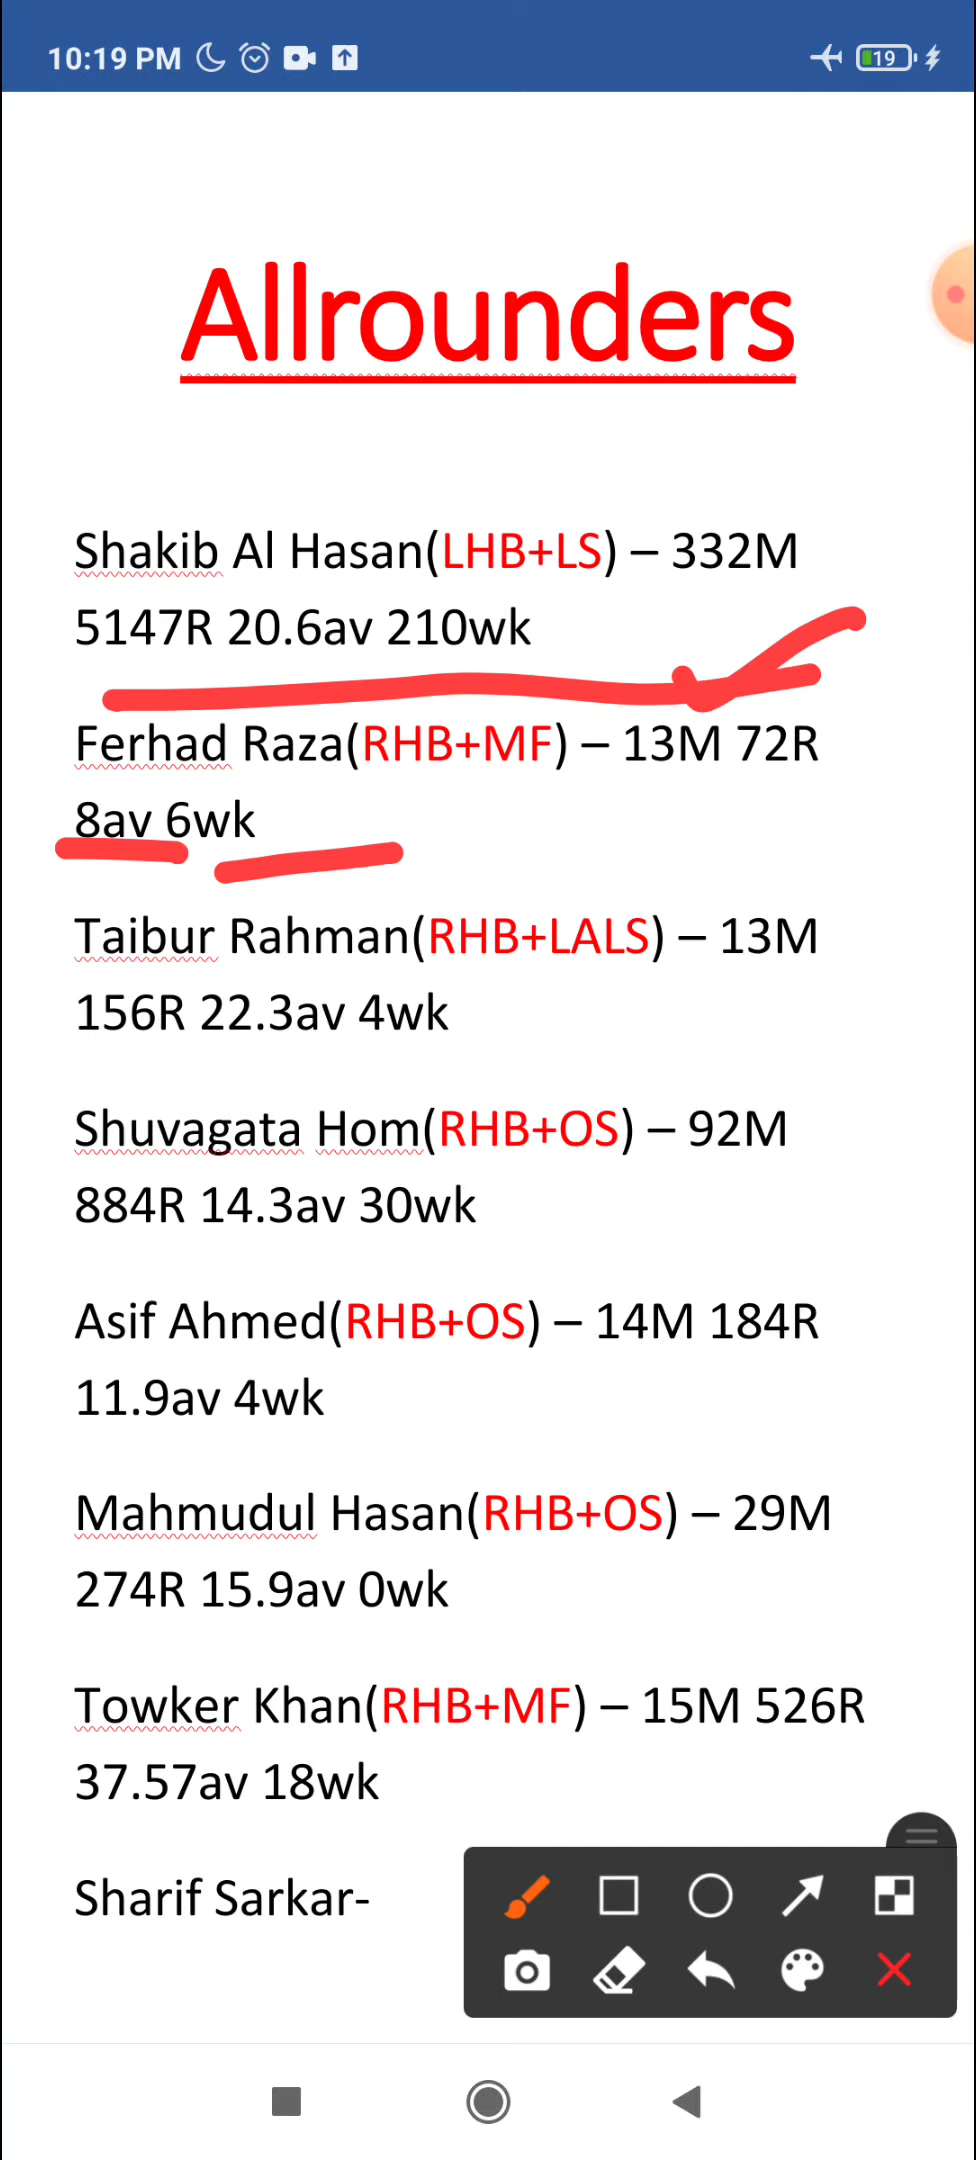 10:19 PM
19
Allrounders
Shakib Al Hasan(LHB+LS) – 332M
5147R 20.6av 210wk
Ferhad Raza(RHB+MF) – 13M 72R
8av 6wk
Taibur Rahman(RHB+LALS) – 13M
156R 22.3av 4wk
Shuvagata Hom(RHB+OS) – 92M
884R 14.3av 30wk
Asif Ahmed(RHB+OS) – 14M 184R
11.9av 4wk
Mahmudul Hasan(RHB+OS) – 29M
274R 15.9av 0wk
Towker Khan(RHB+MF) – 15M 526R
37.57av 18wk
Sharif Sarkar-